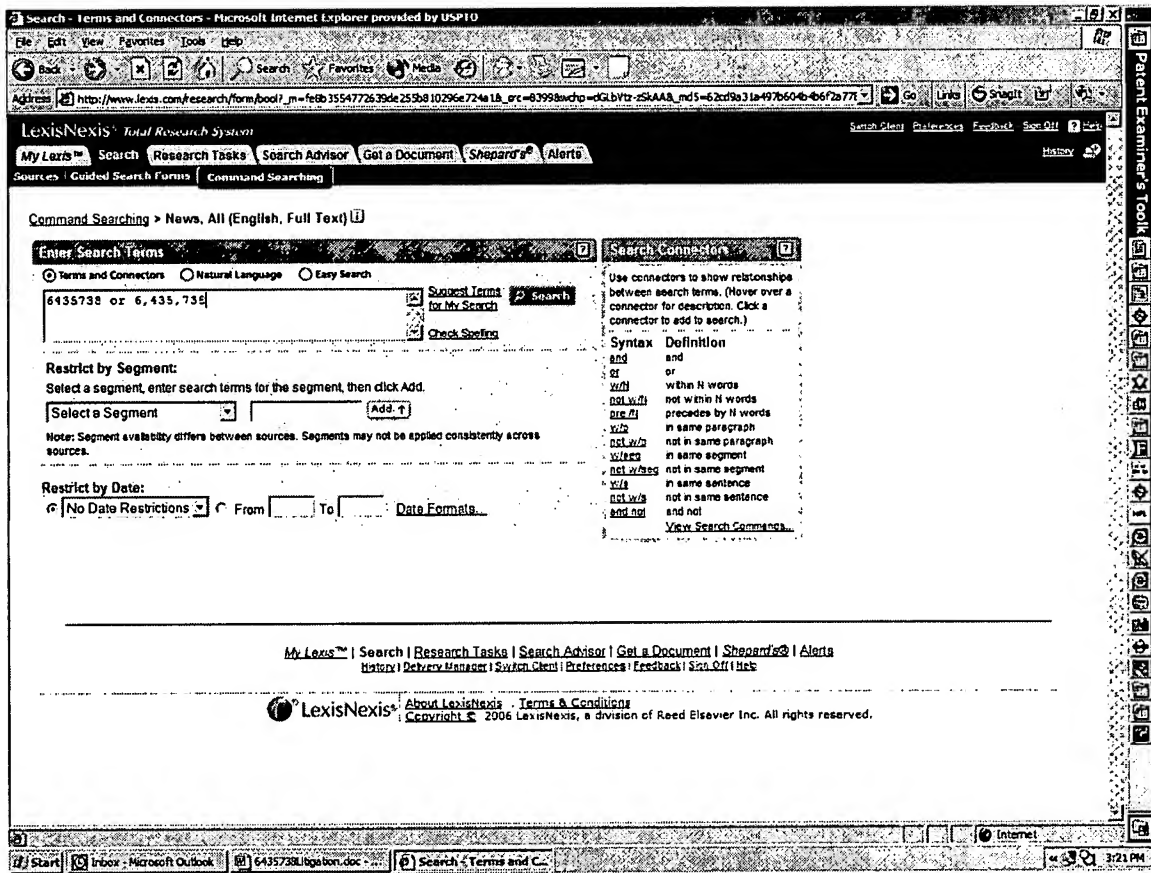 Search - Terms and Connectors - Microsoft Internet Explorer provided by USPTO
File Edit View Favorites Tools Help
Back Search Favorites Media
Address http://www.lexis.com/research/form/bool? Go Links SnagIt
LexisNexis® Total Research System
Switch Client Preferences Feedback Sign Off ? Help
My Lexis™ Search Research Tasks Search Advisor Get a Document Shepard's® Alerts
History
Sources Guided Search Forms Command Searching
Command Searching > News, All (English, Full Text) i
Enter Search Terms ?
Terms and Connectors Natural Language Easy Search
6435738 or 6,435,738
Suggest Terms
for My Search
Search
Check Spelling
Restrict by Segment:
Select a segment, enter search terms for the segment, then click Add.
Select a Segment Add ↑
Note: Segment availability differs between sources. Segments may not be applied consistently across
sources.
Restrict by Date:
No Date Restrictions From To Date Formats...
Search Connectors ?
Use connectors to show relationships
between search terms. (Hover over a
connector for description. Click a
connector to add to search.)
Syntax Definition
and and
or or
w/N within N words
not w/N not within N words
pre /N precedes by N words
w/p in same paragraph
not w/p not in same paragraph
w/seg in same segment
not w/seg not in same segment
w/s in same sentence
not w/s not in same sentence
and not and not
View Search Commands...
My Lexis™ | Search | Research Tasks | Search Advisor | Get a Document | Shepard's® | Alerts
History | Delivery Manager | Switch Client | Preferences | Feedback | Sign Off | Help
LexisNexis® About LexisNexis Terms & Conditions
Copyright © 2006 LexisNexis, a division of Reed Elsevier Inc. All rights reserved.
Patent Examiner's Toolk
Internet
Start Inbox - Microsoft Outlook 6435738Litigation.doc - ... Search - Terms and C... 3:21 PM